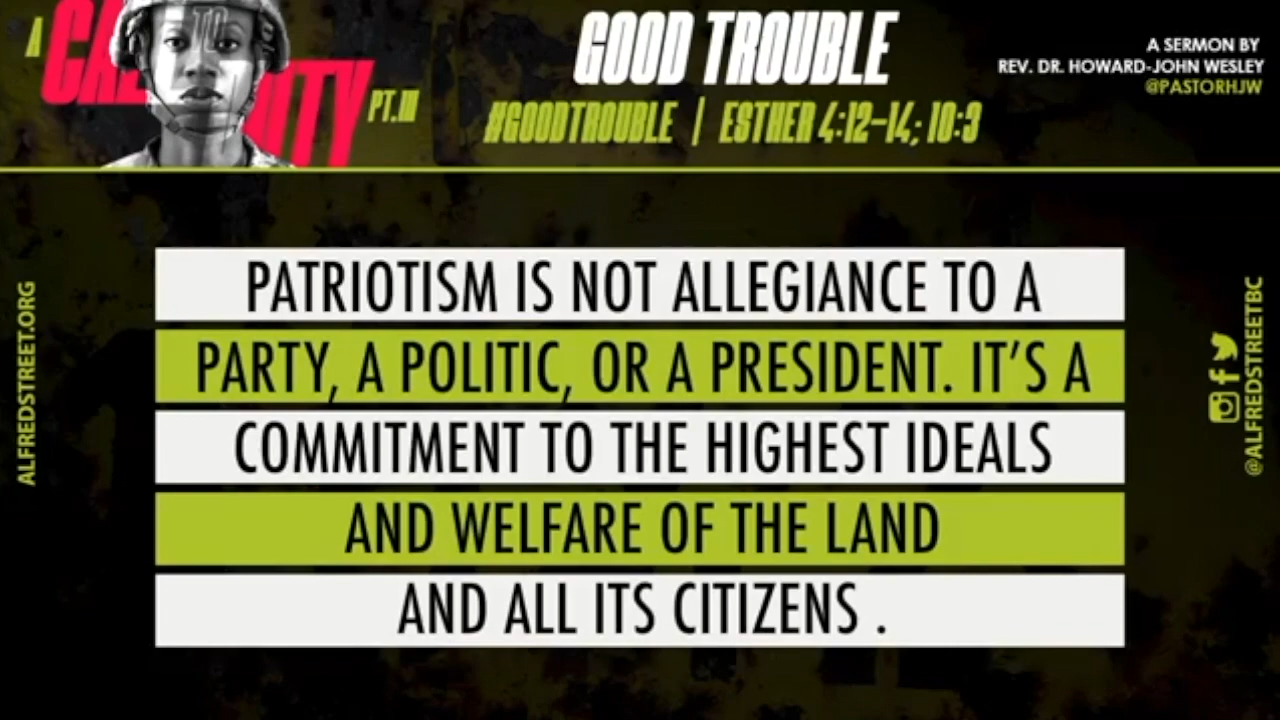 A
TO
PT.III
GOOD TROUBLE
#GOODTROUBLE | ESTHER 4:12-14; 10:3
A SERMON BY
REV. DR. HOWARD-JOHN WESLEY
@PASTORHJW
PATRIOTISM IS NOT ALLEGIANCE TO A
PARTY, A POLITIC, OR A PRESIDENT. IT'S A
COMMITMENT TO THE HIGHEST IDEALS
AND WELFARE OF THE LAND
AND ALL ITS CITIZENS .
ALFREDSTREET.ORG
@ALFREDSTREETBC